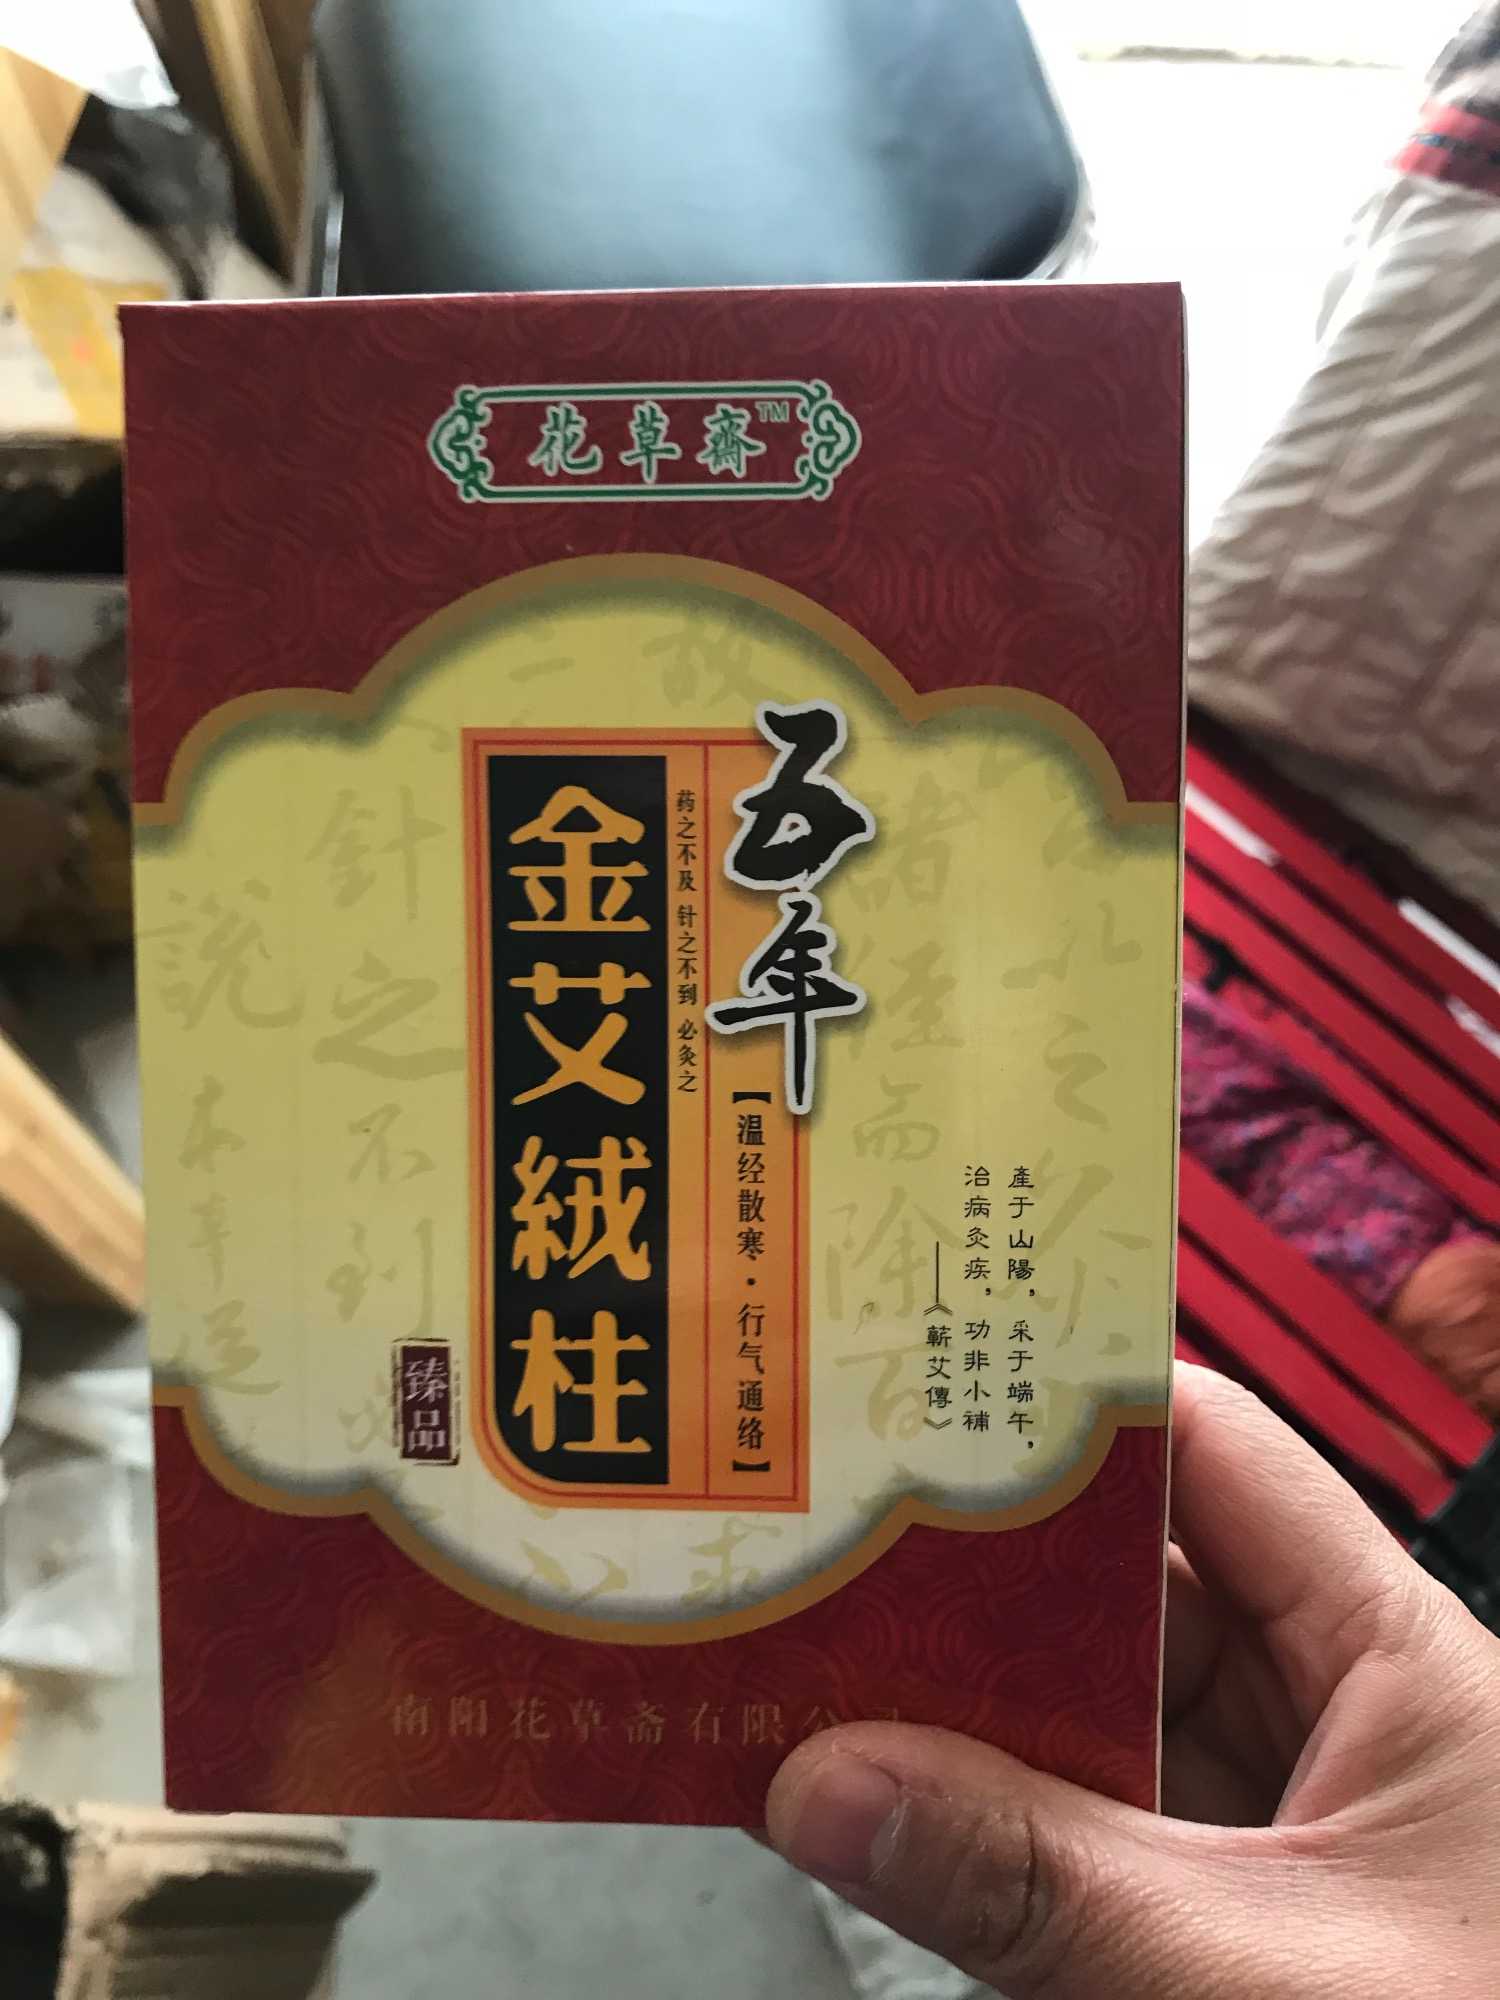 花草齋™
五年
金艾絨柱
药之不及 针之不到 必灸之
【温经散寒·行气通络】
產于山陽，采于端午，
治病灸疾，功非小補
——《蘄艾傳》
臻品
南阳花草斋有限公司